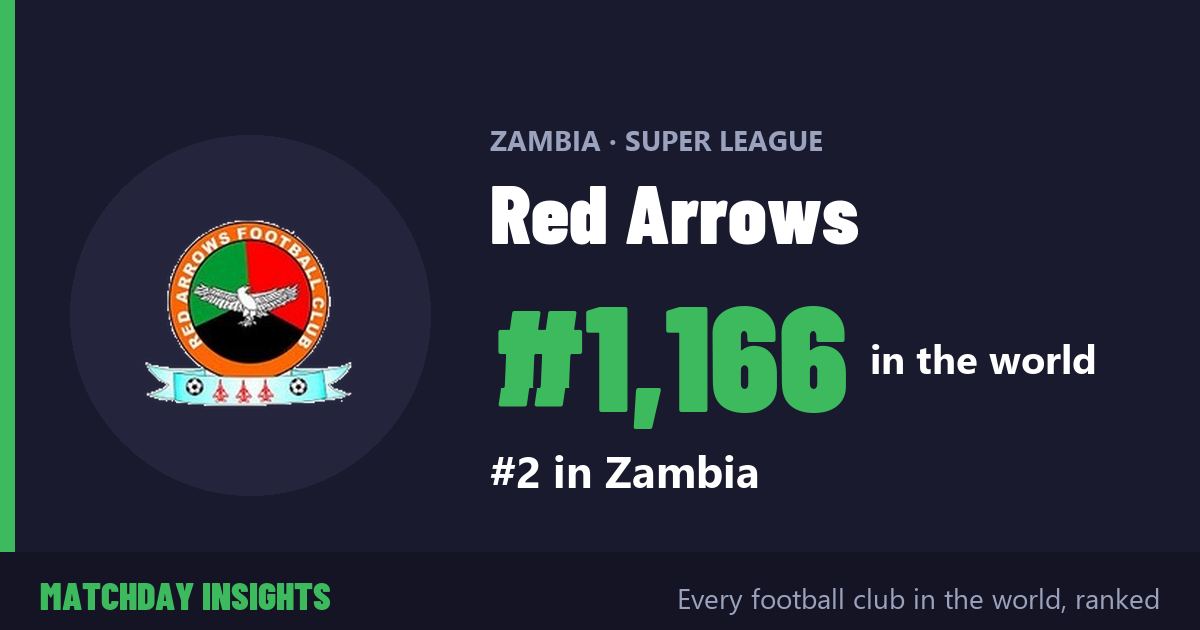 ZAMBIA · SUPER LEAGUE
Red Arrows
#1,166 in the world
#2 in Zambia
RED ARROWS FOOTBALL CLUB
MATCHDAY INSIGHTS
Every football club in the world, ranked